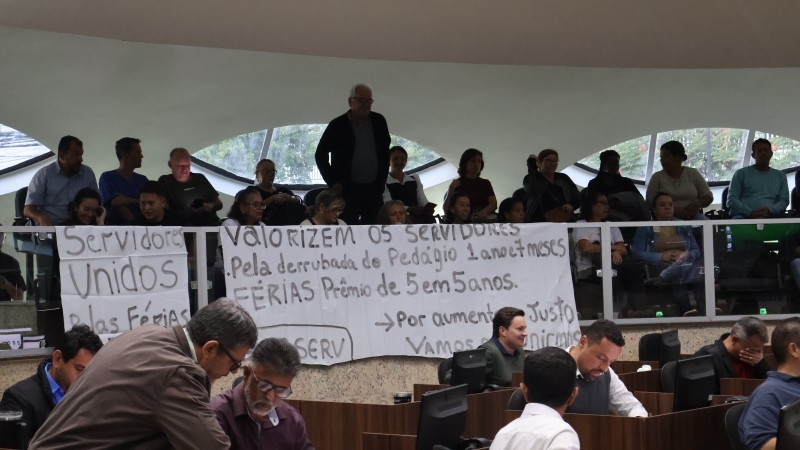 Servidores
Unidos
Pelas FÉRIAS
VALORIZEM OS SERVIDORES
.Pela derrubada do Pedágio 1 ano e 7 meses
FÉRIAS Prêmio de 5 em 5 anos.
→ Por aumento Justo
SERV
Vamos